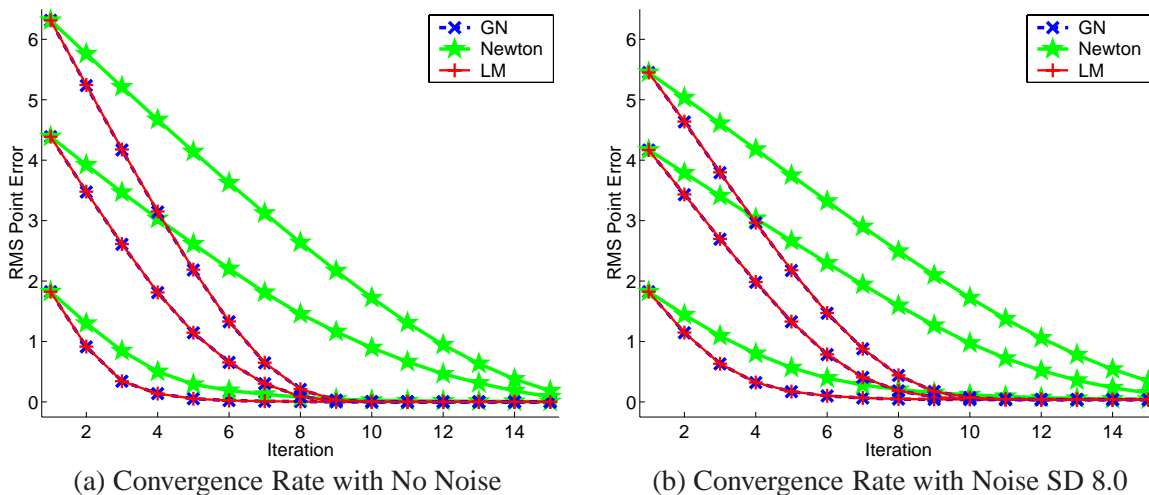 6
5
4
3
2
1
0
RMS Point Error
2 4 6 8 10 12 14
Iteration
GN
Newton
LM
(a) Convergence Rate with No Noise
6
5
4
3
2
1
0
RMS Point Error
2 4 6 8 10 12 14
Iteration
GN
Newton
LM
(b) Convergence Rate with Noise SD 8.0